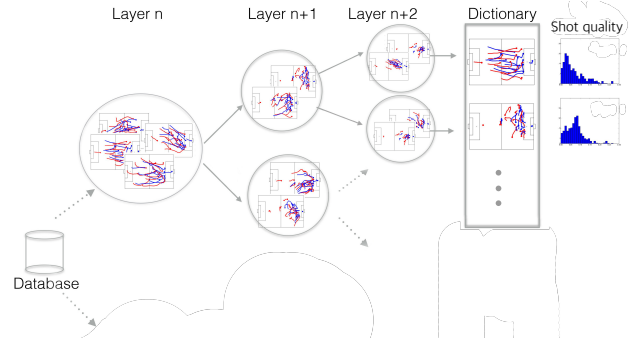 Layer n
Layer n+1
Layer n+2
Dictionary
Shot quality
Database